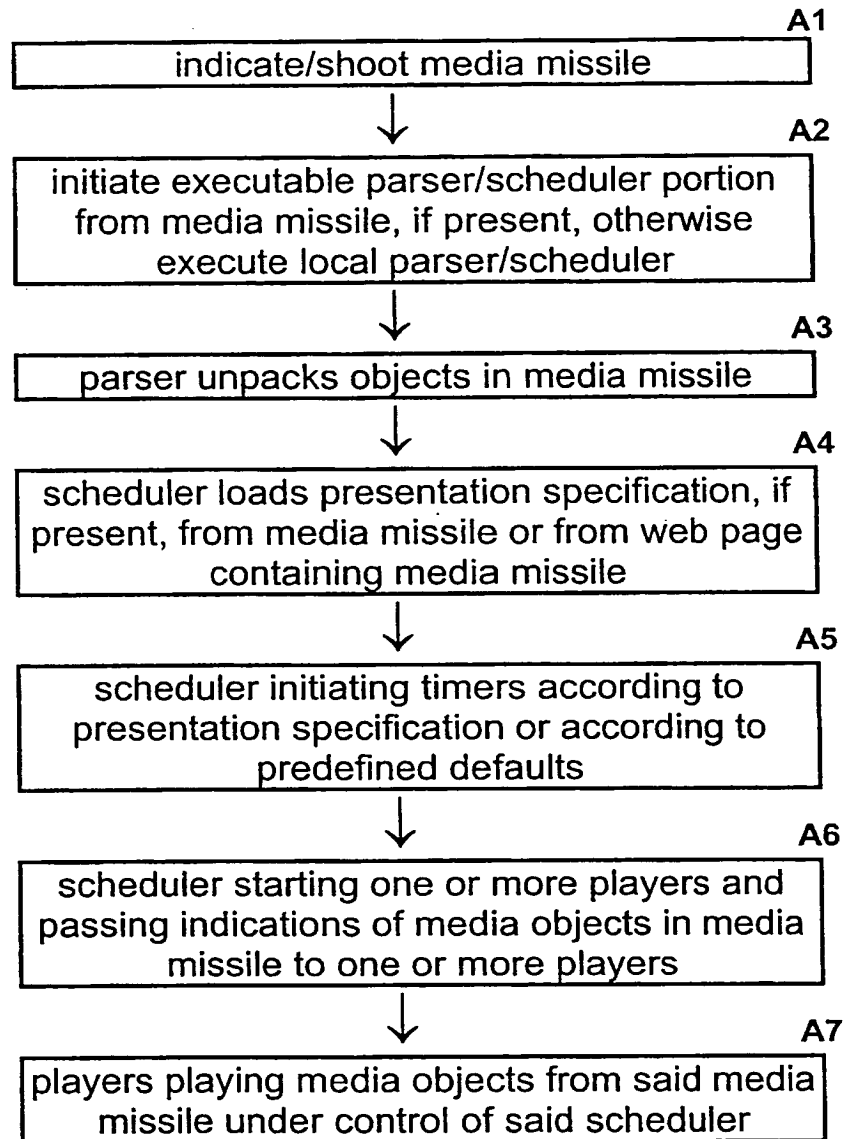 A1
indicate/shoot media missile
A2
initiate executable parser/scheduler portion
from media missile, if present, otherwise
execute local parser/scheduler
A3
parser unpacks objects in media missile
A4
scheduler loads presentation specification, if
present, from media missile or from web page
containing media missile
A5
scheduler initiating timers according to
presentation specification or according to
predefined defaults
A6
scheduler starting one or more players and
passing indications of media objects in media
missile to one or more players
A7
players playing media objects from said media
missile under control of said scheduler